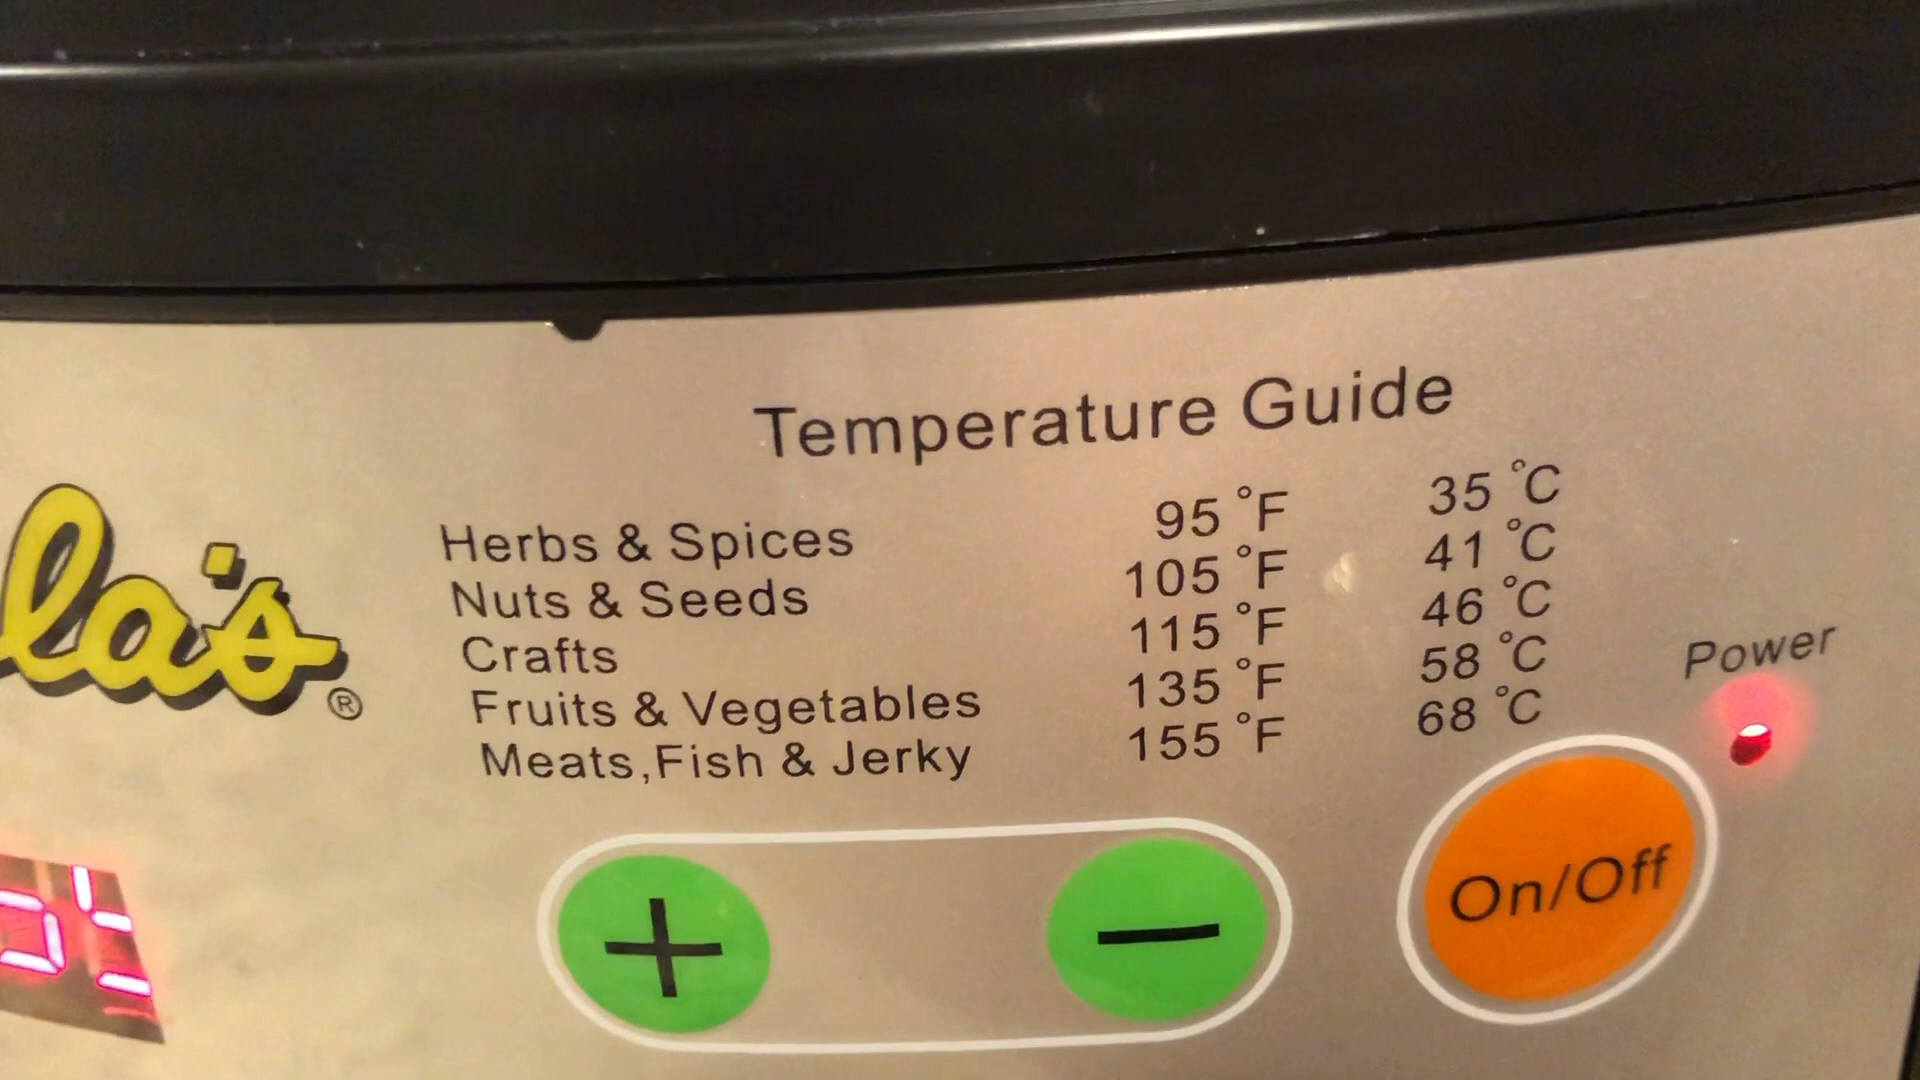 Temperature Guide
Herbs & Spices 95 °F 35 °C
Nuts & Seeds 105 °F 41 °C
Crafts 115 °F 46 °C
Fruits & Vegetables 135 °F 58 °C
Meats,Fish & Jerky 155 °F 68 °C
la's ®
Power
+ − On/Off